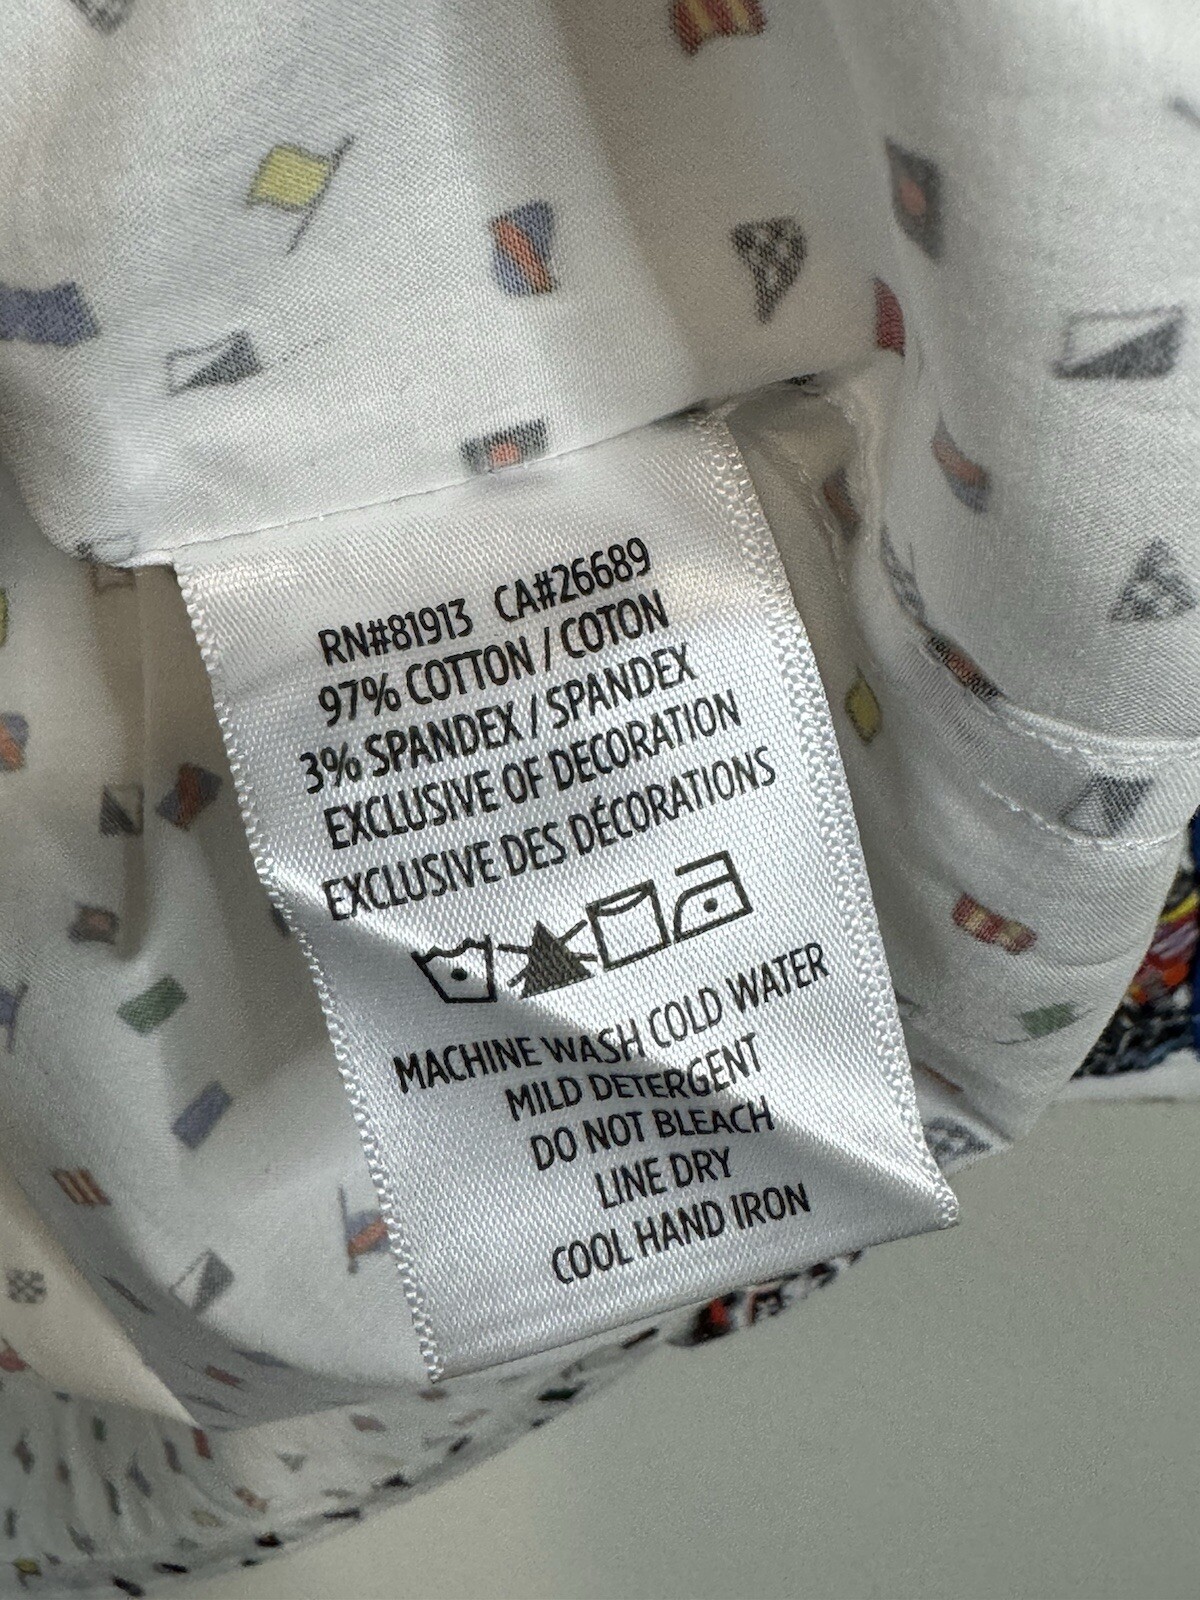 RN#81913 CA#26689
97% COTTON / COTON
3% SPANDEX / SPANDEX
EXCLUSIVE OF DECORATION
EXCLUSIVE DES DÉCORATIONS
MACHINE WASH COLD WATER
MILD DETERGENT
DO NOT BLEACH
LINE DRY
COOL HAND IRON